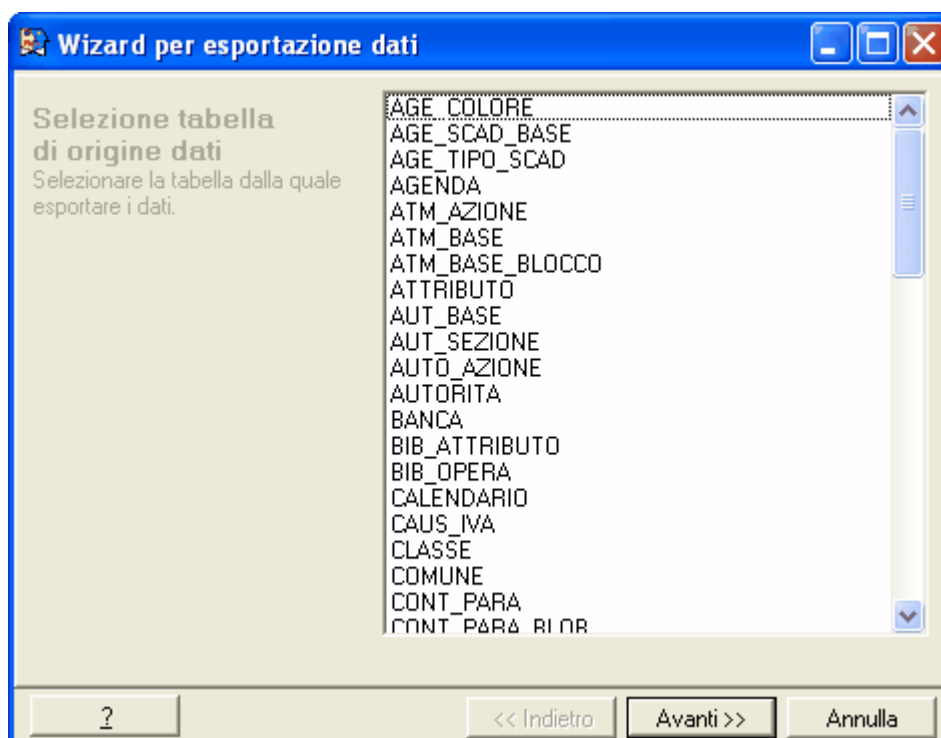 Wizard per esportazione dati
Selezione tabella
di origine dati
Selezionare la tabella dalla quale
esportare i dati.
AGE_COLORE
AGE_SCAD_BASE
AGE_TIPO_SCAD
AGENDA
ATM_AZIONE
ATM_BASE
ATM_BASE_BLOCCO
ATTRIBUTO
AUT_BASE
AUT_SEZIONE
AUTO_AZIONE
AUTORITA
BANCA
BIB_ATTRIBUTO
BIB_OPERA
CALENDARIO
CAUS_IVA
CLASSE
COMUNE
CONT_PARA
CONT_PARA_BLOB
?
<< Indietro
Avanti >>
Annulla